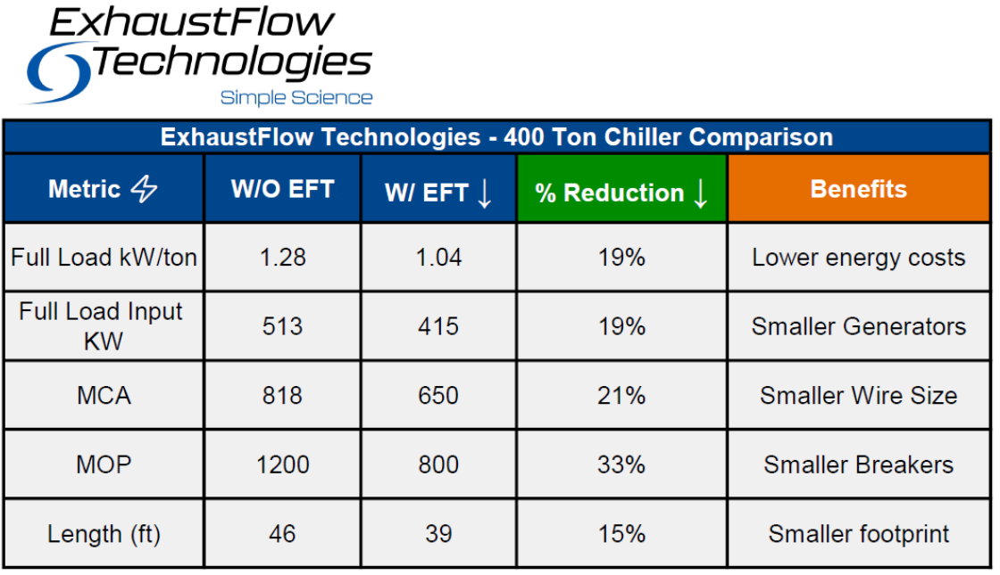 ExhaustFlow
Technologies
Simple Science
ExhaustFlow Technologies - 400 Ton Chiller Comparison
Metric W/O EFT W/ EFT ↓ % Reduction ↓ Benefits
Full Load kW/ton 1.28 1.04 19% Lower energy costs
Full Load Input
KW 513 415 19% Smaller Generators
MCA 818 650 21% Smaller Wire Size
MOP 1200 800 33% Smaller Breakers
Length (ft) 46 39 15% Smaller footprint